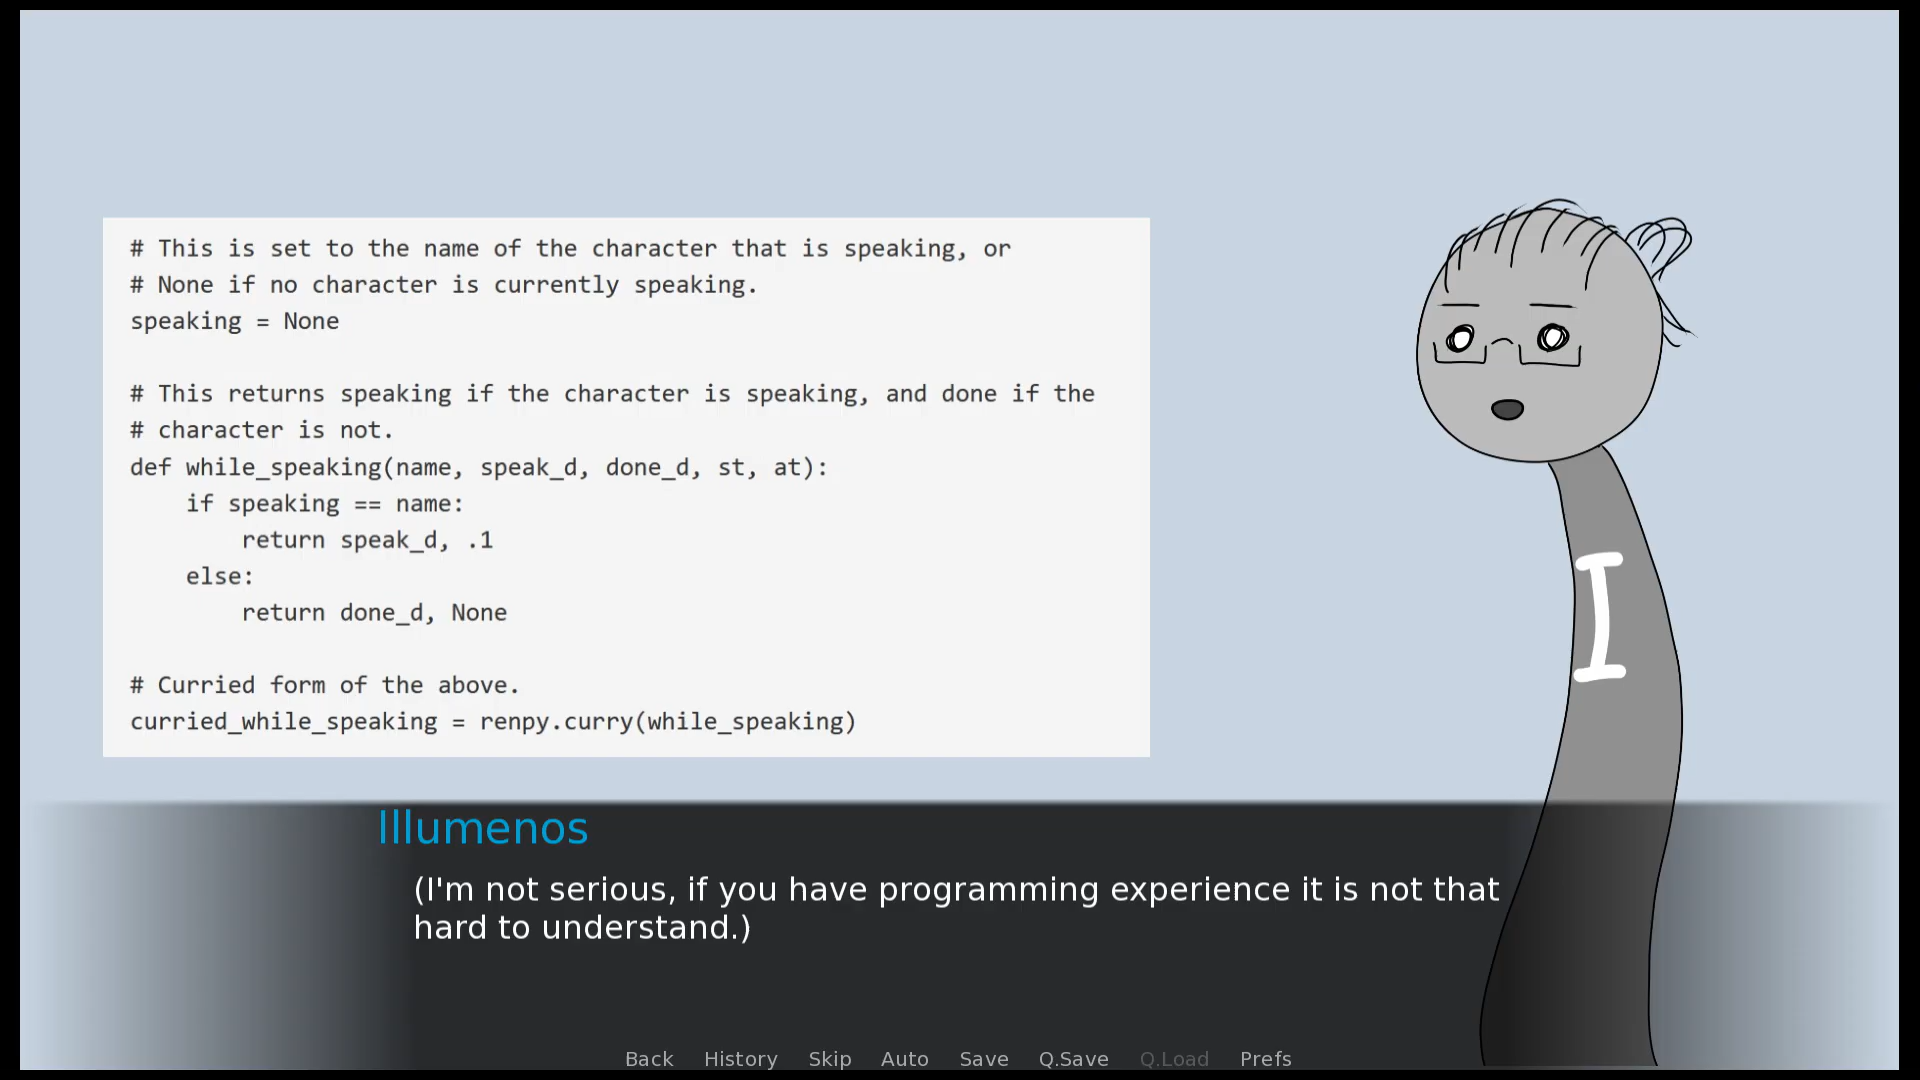 # This is set to the name of the character that is speaking, or
# None if no character is currently speaking.
speaking = None
# This returns speaking if the character is speaking, and done if the
# character is not.
def while_speaking(name, speak_d, done_d, st, at):
    if speaking == name:
        return speak_d, .1
    else:
        return done_d, None
# Curried form of the above.
curried_while_speaking = renpy.curry(while_speaking)
I
Illumenos
(I'm not serious, if you have programming experience it is not that
hard to understand.)
Back History Skip Auto Save Q.Save Q.Load Prefs